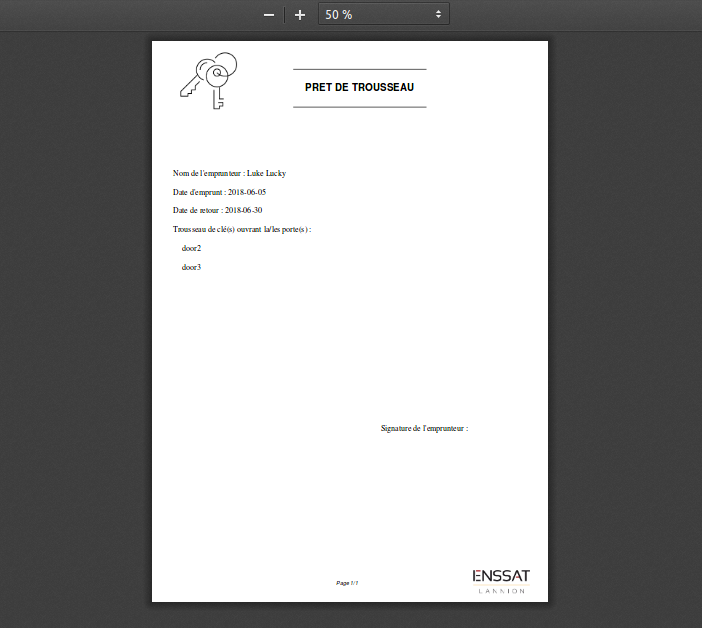 50 %
PRET DE TROUSSEAU
Nom de l'emprunteur : Luke Lucky
Date d'emprunt : 2018-06-05
Date de retour : 2018-06-30
Trousseau de clé(s) ouvrant la/les porte(s) :
door2
door3
Signature de l'emprunteur :
Page 1/1
ENSSAT
LANNION